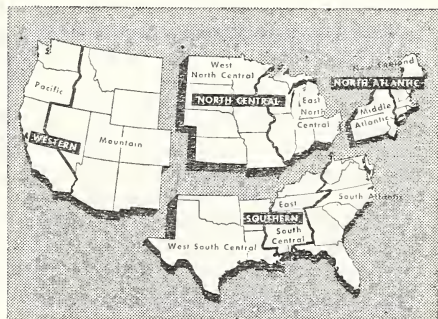 Pacific
WESTERN
Mountain
West
North Central
NORTH CENTRAL
East
North
Central
New England
NORTH ATLANTIC
Middle
Atlantic
South Atlantic
East
SOUTHERN
South
Central
West South Central